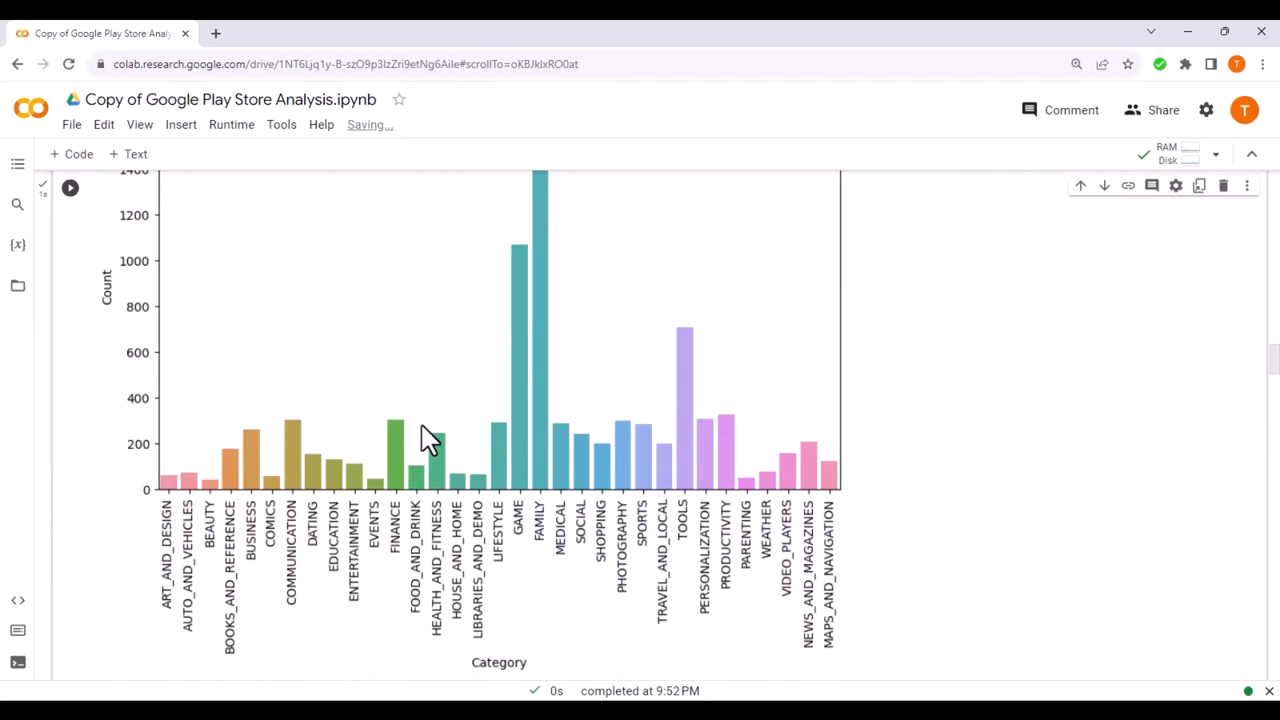 Copy of Google Play Store Analy
colab.research.google.com/drive/1NT6Ljq1y-B-szO9p3lzZri9etNg6AiIe#scrollTo=oKBJklxRO0at
T
CO
Copy of Google Play Store Analysis.ipynb
Comment
Share
T
File Edit View Insert Runtime Tools Help Saving...
+ Code + Text
RAM
Disk
1s
{x}
1400
1200
1000
800
600
400
200
0
Count
ART_AND_DESIGN
AUTO_AND_VEHICLES
BEAUTY
BOOKS_AND_REFERENCE
BUSINESS
COMICS
COMMUNICATION
DATING
EDUCATION
ENTERTAINMENT
EVENTS
FINANCE
FOOD_AND_DRINK
HEALTH_AND_FITNESS
HOUSE_AND_HOME
LIBRARIES_AND_DEMO
LIFESTYLE
GAME
FAMILY
MEDICAL
SOCIAL
SHOPPING
PHOTOGRAPHY
SPORTS
TRAVEL_AND_LOCAL
TOOLS
PERSONALIZATION
PRODUCTIVITY
PARENTING
WEATHER
VIDEO_PLAYERS
NEWS_AND_MAGAZINES
MAPS_AND_NAVIGATION
Category
0s completed at 9:52 PM